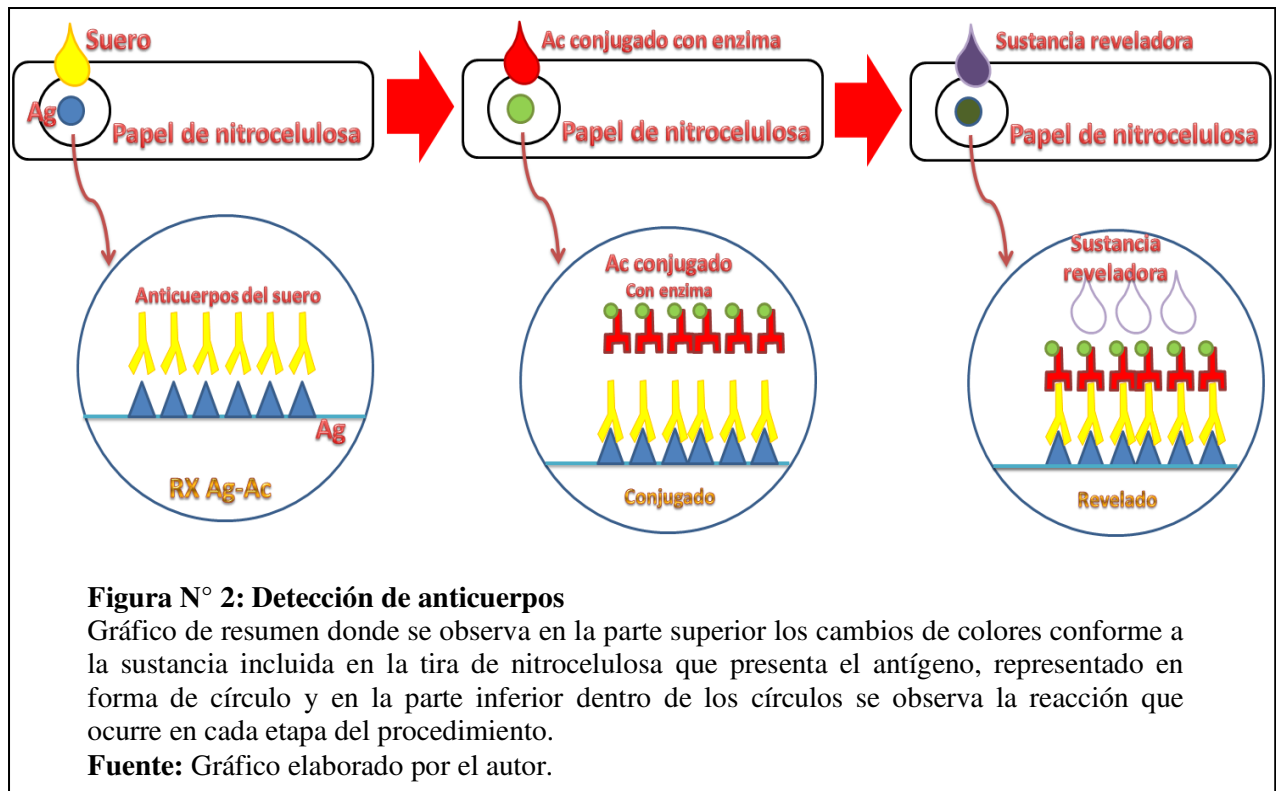 Suero
Ag
Papel de nitrocelulosa
Ac conjugado con enzima
Papel de nitrocelulosa
Sustancia reveladora
Papel de nitrocelulosa
Anticuerpos del suero
Ag
RX Ag-Ac
Ac conjugado
Con enzima
Conjugado
Sustancia
reveladora
Revelado
Figura N° 2: Detección de anticuerpos
Gráfico de resumen donde se observa en la parte superior los cambios de colores conforme a
la sustancia incluida en la tira de nitrocelulosa que presenta el antígeno, representado en
forma de círculo y en la parte inferior dentro de los círculos se observa la reacción que
ocurre en cada etapa del procedimiento.
Fuente: Gráfico elaborado por el autor.